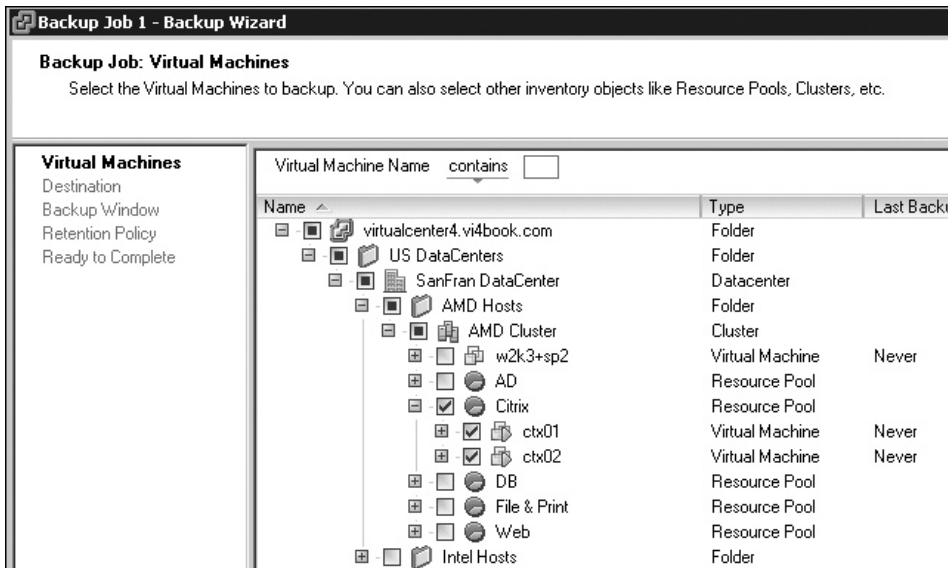 Backup Job 1 - Backup Wizard
Backup Job: Virtual Machines
Select the Virtual Machines to backup. You can also select other inventory objects like Resource Pools, Clusters, etc.
Virtual Machines
Destination
Backup Window
Retention Policy
Ready to Complete
Virtual Machine Name contains
Name Type Last Backu
virtualcenter4.vi4book.com Folder
US DataCenters Folder
SanFran DataCenter Datacenter
AMD Hosts Folder
AMD Cluster Cluster
w2k3+sp2 Virtual Machine Never
AD Resource Pool
Citrix Resource Pool
ctx01 Virtual Machine Never
ctx02 Virtual Machine Never
DB Resource Pool
File & Print Resource Pool
Web Resource Pool
Intel Hosts Folder